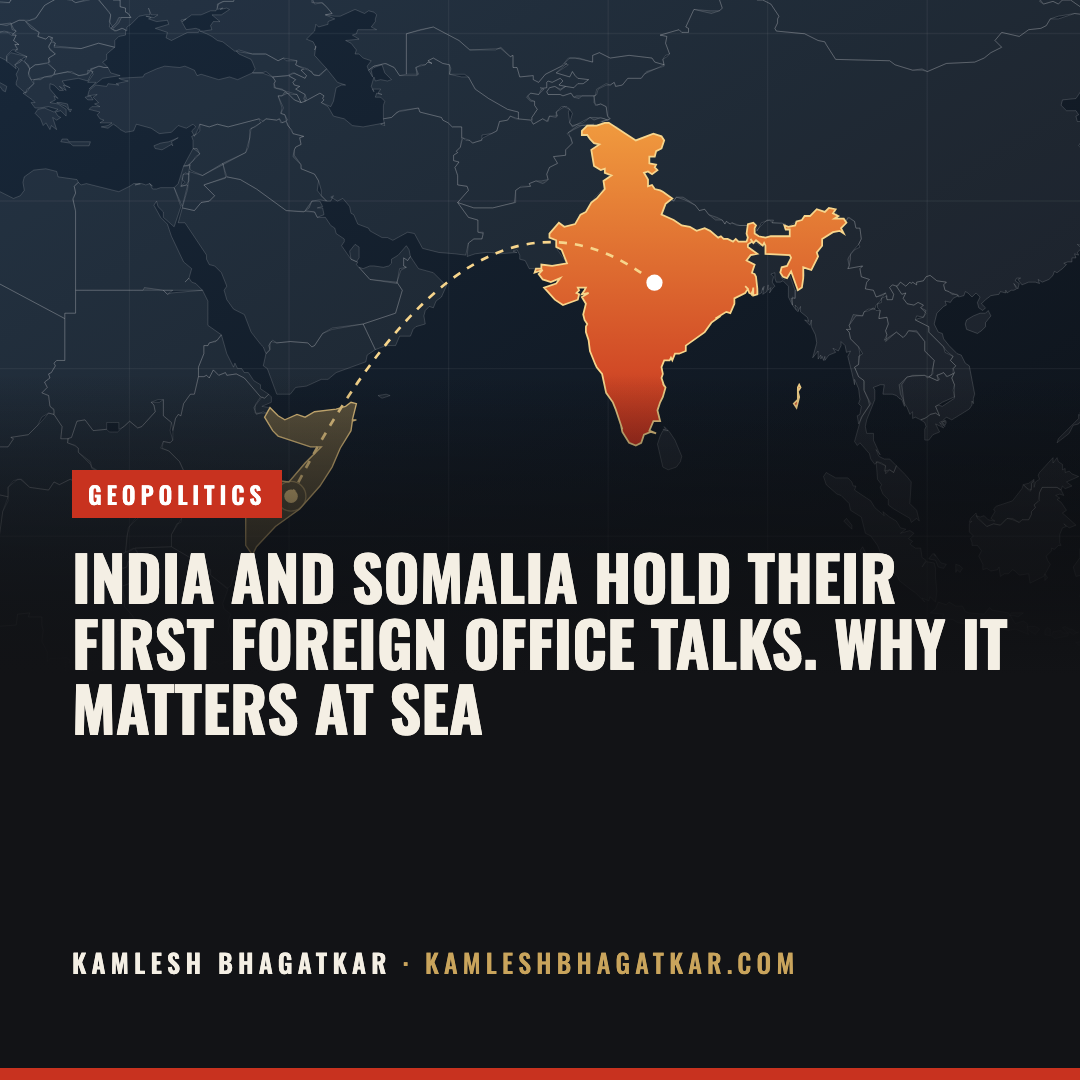 GEOPOLITICS
INDIA AND SOMALIA HOLD THEIR
FIRST FOREIGN OFFICE TALKS. WHY IT
MATTERS AT SEA
KAMLESH BHAGATKAR · KAMLESHBHAGATKAR.COM